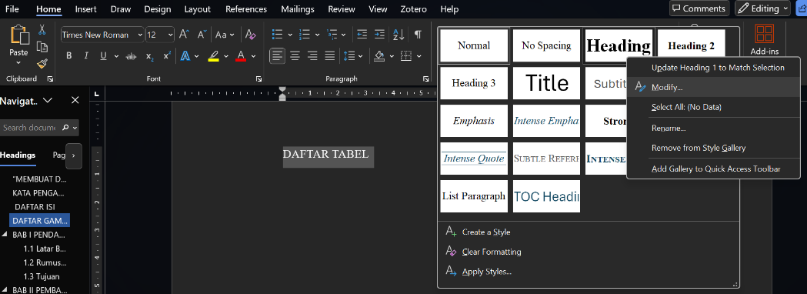 File Home Insert Draw Design Layout References Mailings Review View Zotero Help Comments Editing
Paste
Times New Roman 12
Clipboard Font Paragraph Add-ins
Normal No Spacing Heading Heading 2
Heading 3 Title Subtit
Emphasis Intense Empha Stron
Intense Quote SUBTLE REFERE INTENSE
List Paragraph TOC Headin
Create a Style
Clear Formatting
Apply Styles...
Update Heading 1 to Match Selection
Modify...
Select All: (No Data)
Rename...
Remove from Style Gallery
Add Gallery to Quick Access Toolbar
Navigat...
Search docum
Headings Pag
"MEMBUAT D...
KATA PENGA...
DAFTAR ISI
DAFTAR GAM...
BAB I PENDA...
1.1 Latar B...
1.2 Rumus...
1.3 Tujuan
BAB II PEMBA...
DAFTAR TABEL